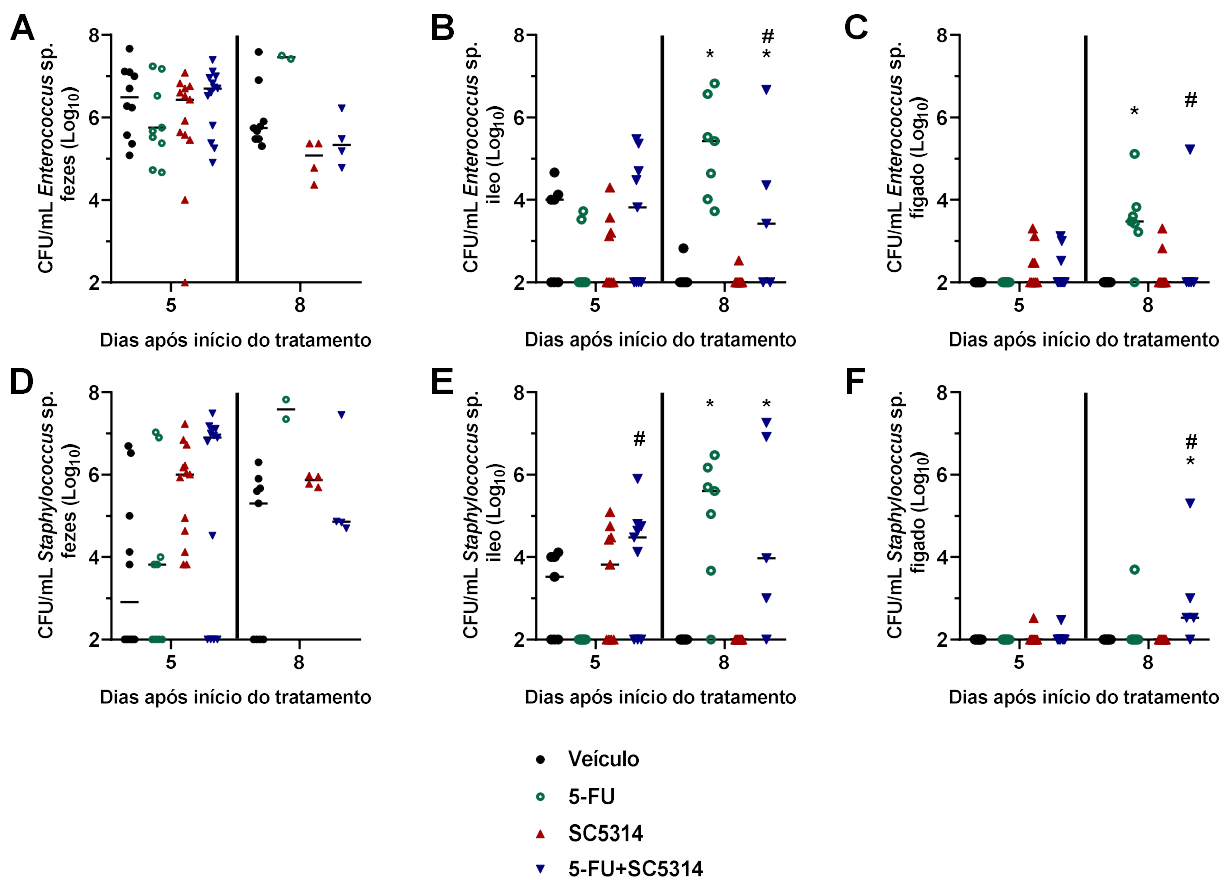 A
CFU/mL Enterococcus sp.
fezes (Log10)
8
6
4
2
5
8
Dias após início do tratamento
B
CFU/mL Enterococcus sp.
ileo (Log10)
8
6
4
2
*
#
*
5
8
Dias após início do tratamento
C
CFU/mL Enterococcus sp.
fígado (Log10)
8
6
4
2
*
#
5
8
Dias após início do tratamento
D
CFU/mL Staphylococcus sp.
fezes (Log10)
8
6
4
2
5
8
Dias após início do tratamento
E
CFU/mL Staphylococcus sp.
ileo (Log10)
8
6
4
2
#
*
*
5
8
Dias após início do tratamento
F
CFU/mL Staphylococcus sp.
fígado (Log10)
8
6
4
2
#
*
5
8
Dias após início do tratamento
Veículo
5-FU
SC5314
5-FU+SC5314